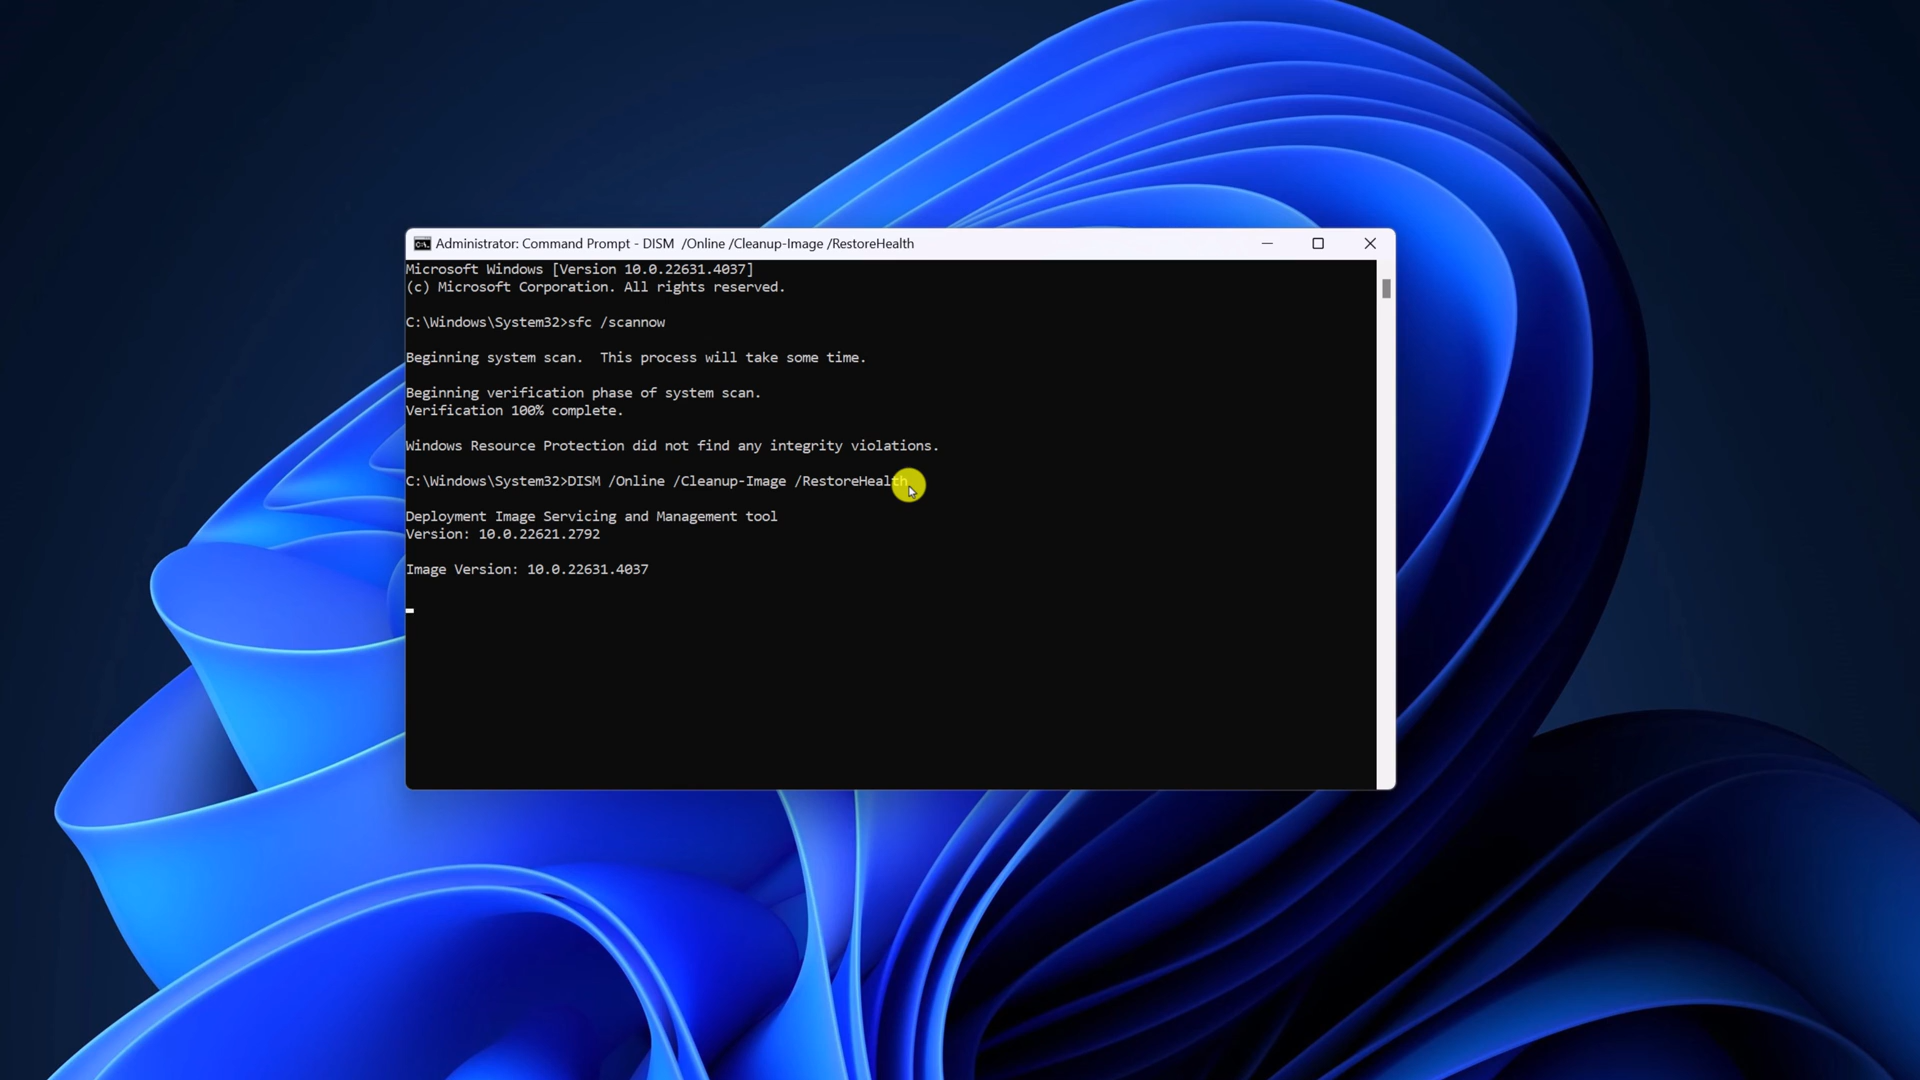 Administrator: Command Prompt - DISM  /Online /Cleanup-Image /RestoreHealth
Microsoft Windows [Version 10.0.22631.4037]
(c) Microsoft Corporation. All rights reserved.
C:\Windows\System32>sfc /scannow
Beginning system scan.  This process will take some time.
Beginning verification phase of system scan.
Verification 100% complete.
Windows Resource Protection did not find any integrity violations.
C:\Windows\System32>DISM /Online /Cleanup-Image /RestoreHealth
Deployment Image Servicing and Management tool
Version: 10.0.22621.2792
Image Version: 10.0.22631.4037